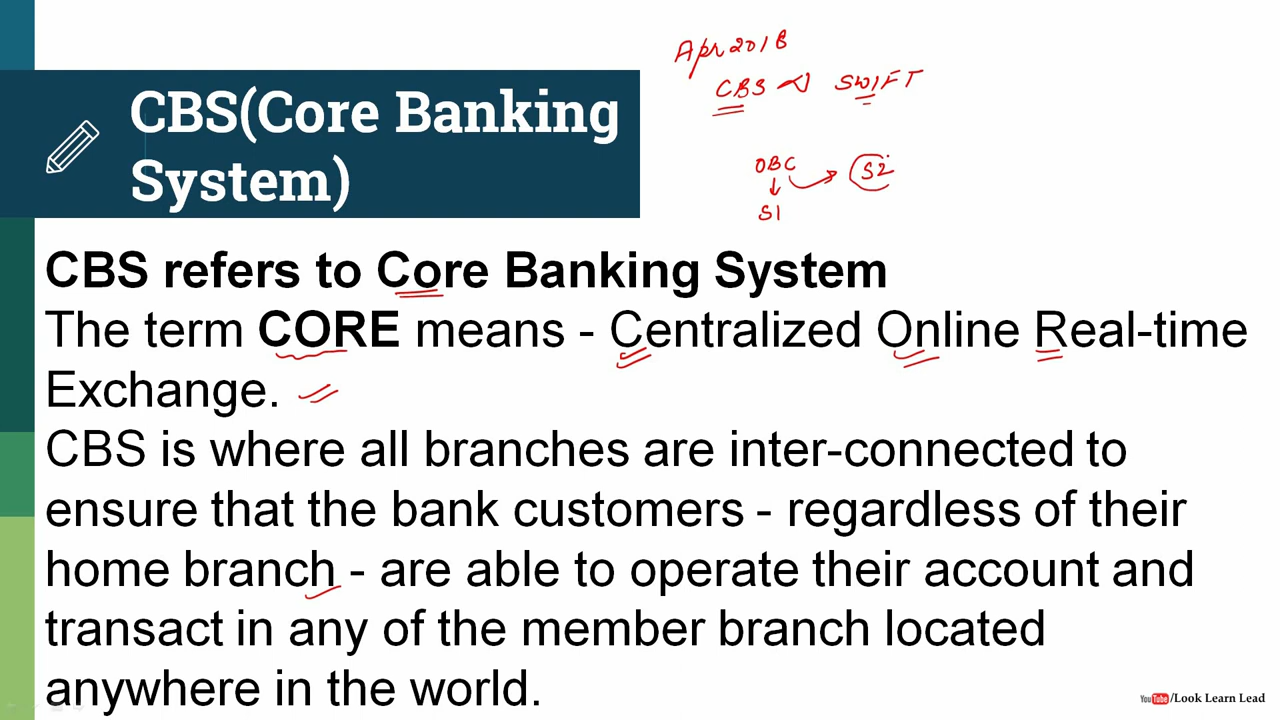 Apr 2018
CBS SWIFT
CBS(Core Banking
System)
OBC S2
S1
CBS refers to Core Banking System
The term CORE means - Centralized Online Real-time
Exchange.
CBS is where all branches are inter-connected to
ensure that the bank customers - regardless of their
home branch - are able to operate their account and
transact in any of the member branch located
anywhere in the world.
YouTube /Look Learn Lead